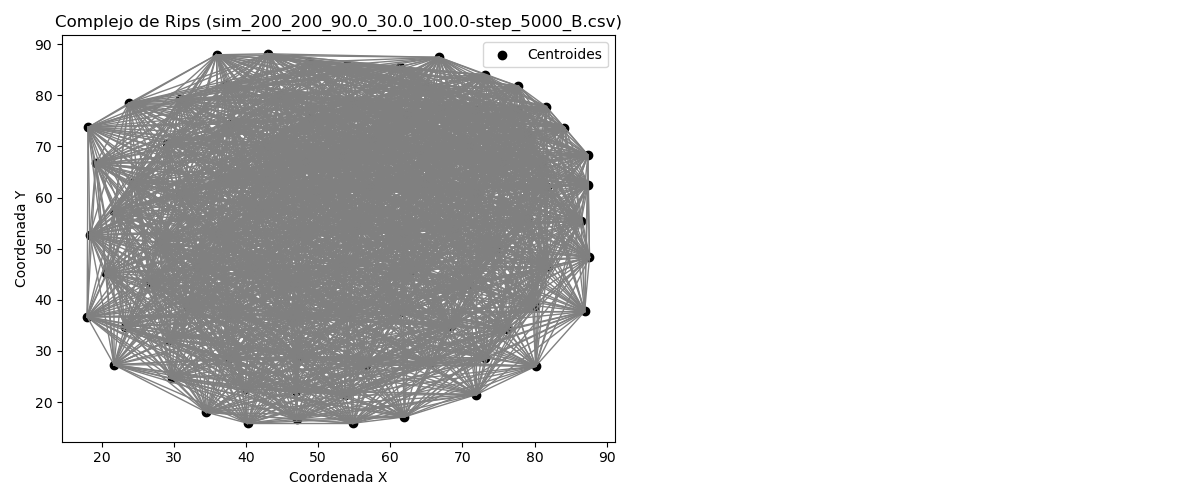 Complejo de Rips (sim_200_200_90.0_30.0_100.0-step_5000_B.csv)
Centroides
90
80
70
60
50
40
30
20
Coordenada Y
20 30 40 50 60 70 80 90
Coordenada X